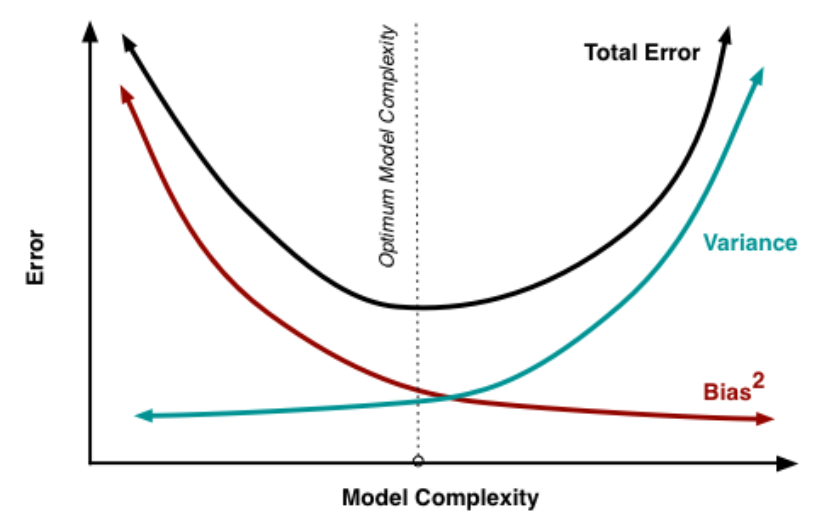 Total Error
Optimum Model Complexity
Variance
Error
Bias²
Model Complexity